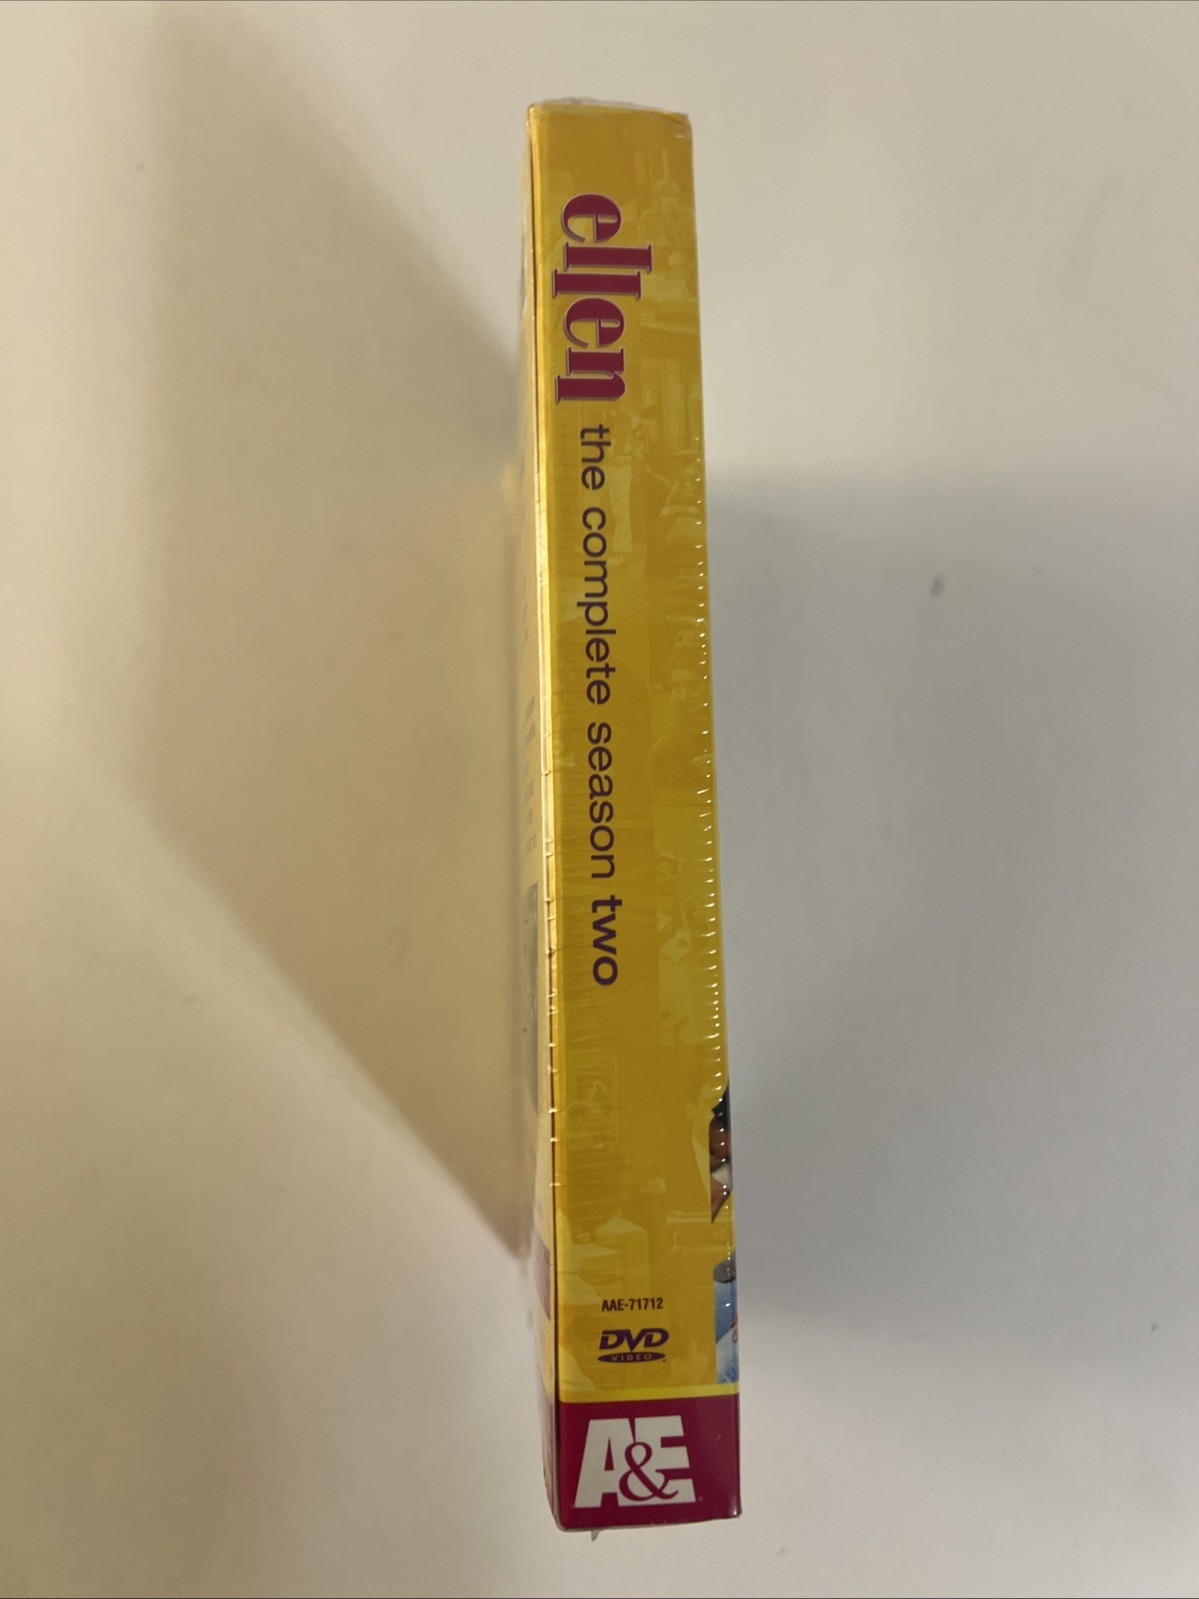 ellen the complete season two
AAE-71712
DVD
VIDEO
A&E